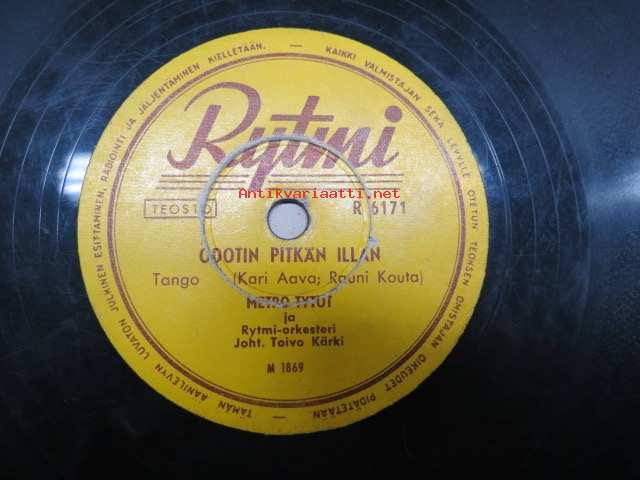 KAIKKI VALMISTAJAN SEKÄ LEVYLLE OTETUN TEOKSEN OMISTAJAN OIKEUDET PIDÄTETÄÄN — TÄMÄN ÄÄNILEVYN LUVATON JULKINEN ESITTÄMINEN, RADIOINTI JA JÄLJENTÄMINEN KIELLETÄÄN. —
Rytmi
Antikvariaatti.net
TEOSTO R 6171
ODOTIN PITKÄN ILLAN
Tango (Kari Aava; Rauni Kouta)
METRO-TYTÖT
ja
Rytmi-orkesteri
Joht. Toivo Kärki
M 1869